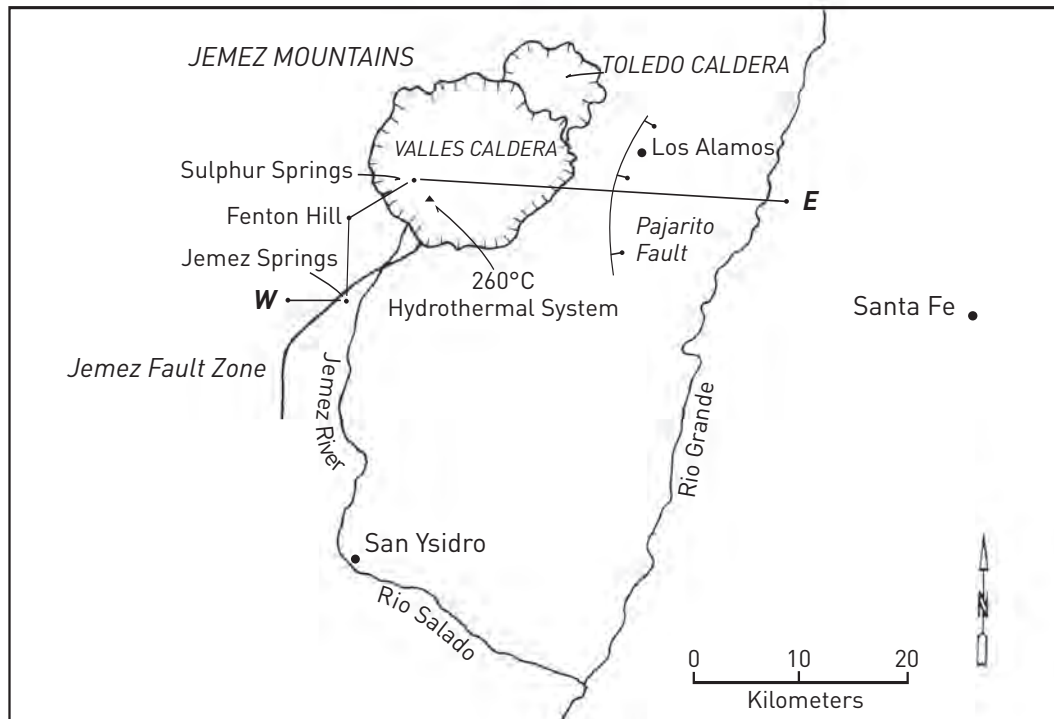 JEMEZ MOUNTAINS
TOLEDO CALDERA
VALLES CALDERA
Los Alamos
Sulphur Springs
E
Fenton Hill
Pajarito
Fault
Jemez Springs
260°C
Hydrothermal System
W
Santa Fe
Jemez Fault Zone
Jemez River
Rio Grande
San Ysidro
Rio Salado
N
0 10 20
Kilometers